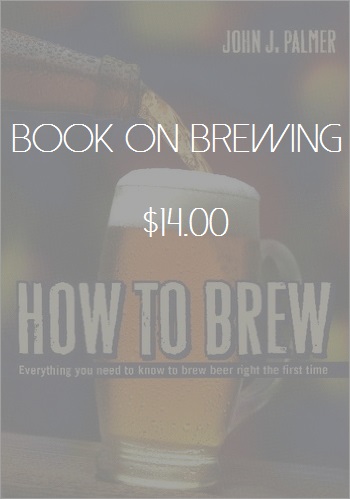 JOHN J. PALMER
BOOK ON BREWING
$14.00
HOW TO BREW
Everything you need to know to brew beer right the first time